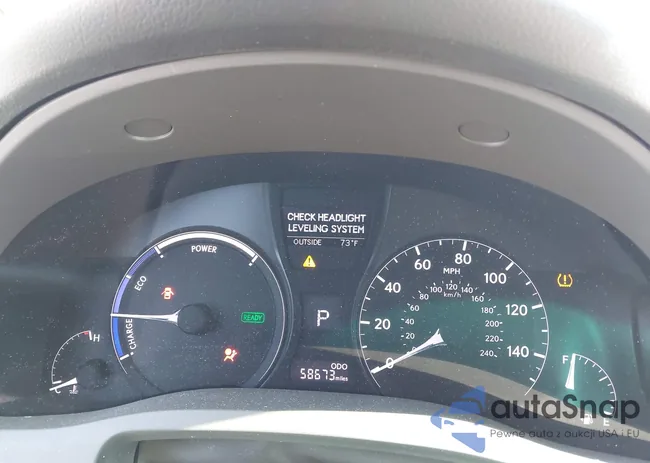 CHECK HEADLIGHT
LEVELING SYSTEM
OUTSIDE 73°F
POWER
ECO
CHARGE
READY
H
C
P
ODO
58673 miles
MPH
km/h
0 20 40 60 80 100 120 140
0 20 40 60 80 100 120 140 160 180 200 220 240
F
E
autoSnap
Pewne auta z aukcji USA i EU